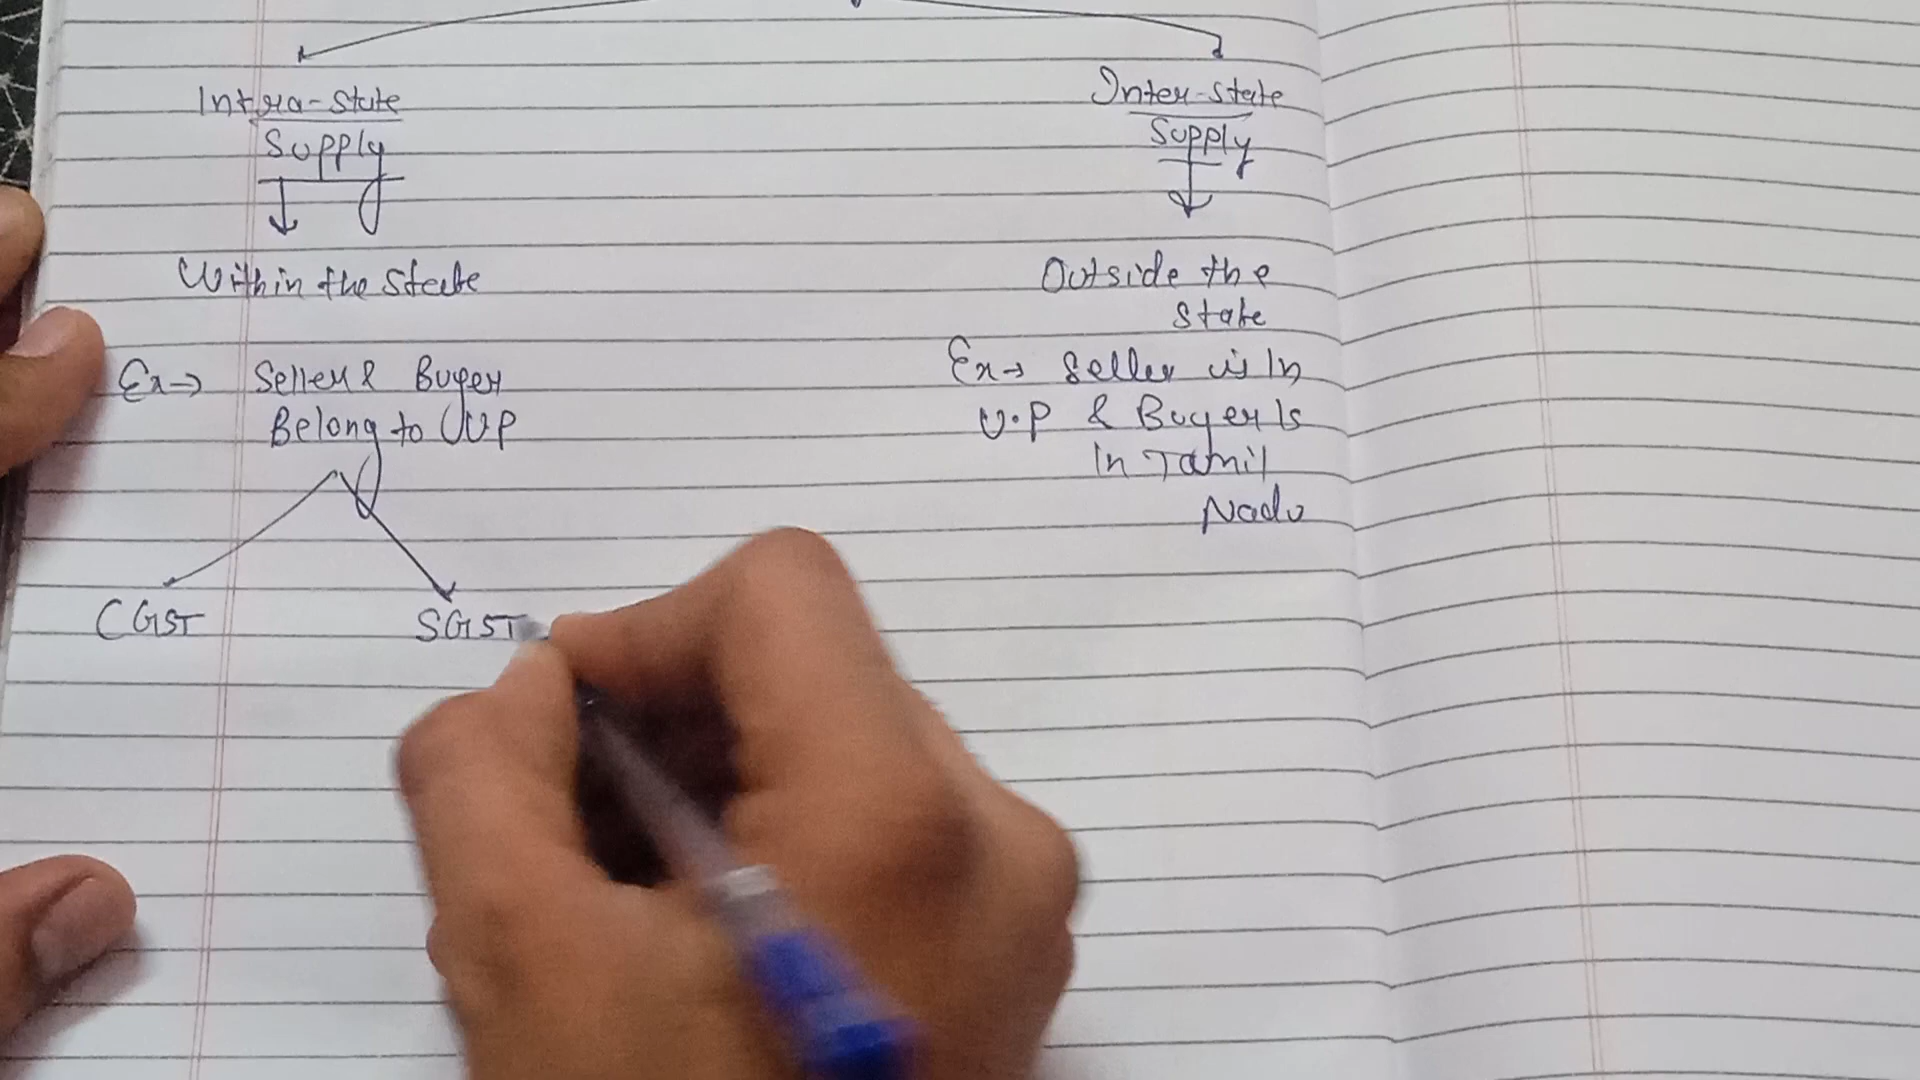 Intra-State
Supply
Within the State
Ex→ Seller & Buyer
Belong to UP
CGST SGST
Inter-State
Supply
Outside the
State
Ex→ Seller is In
U.P & Buyer Is
In Tamil
Nadu